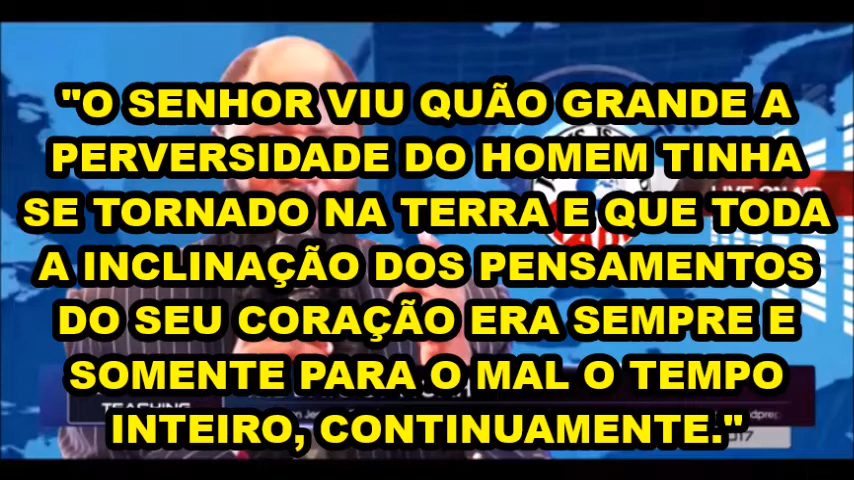 "O SENHOR VIU QUÃO GRANDE A
PERVERSIDADE DO HOMEM TINHA
SE TORNADO NA TERRA E QUE TODA
A INCLINAÇÃO DOS PENSAMENTOS
DO SEU CORAÇÃO ERA SEMPRE E
SOMENTE PARA O MAL O TEMPO
INTEIRO, CONTINUAMENTE."
TEACHING